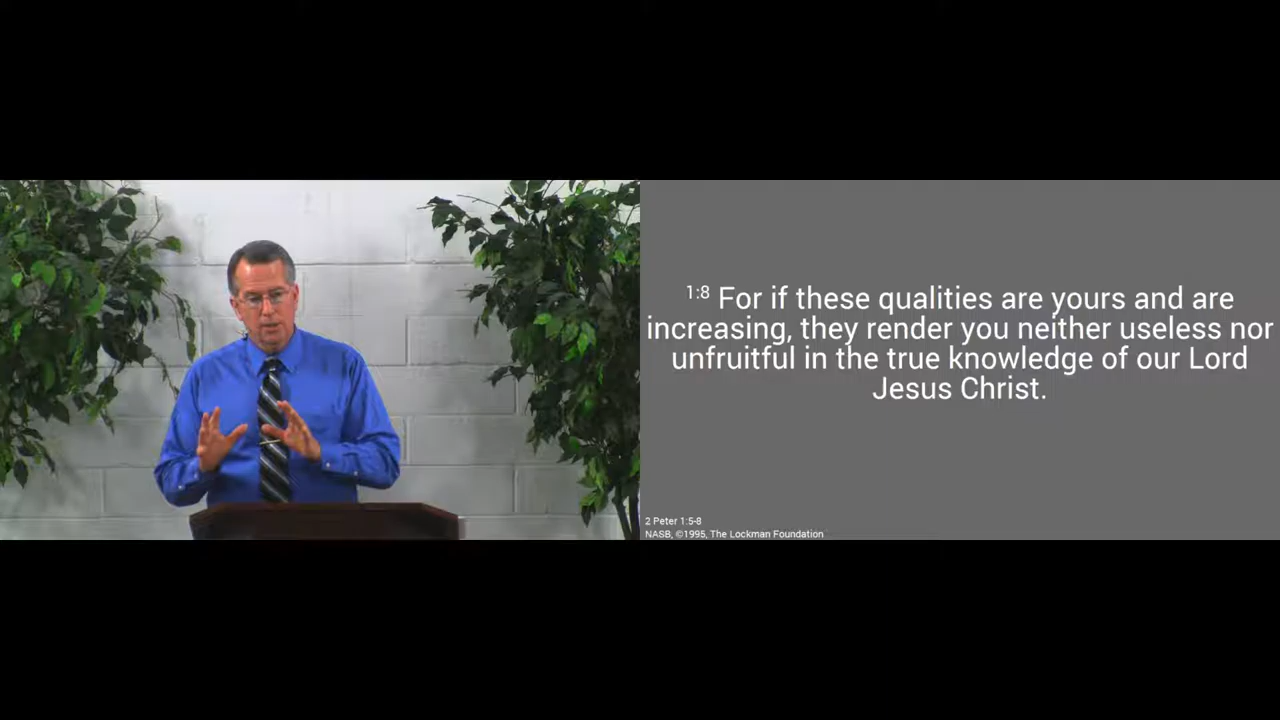 1:8 For if these qualities are yours and are
increasing, they render you neither useless nor
unfruitful in the true knowledge of our Lord
Jesus Christ.
2 Peter 1:5-8
NASB, ©1995, The Lockman Foundation